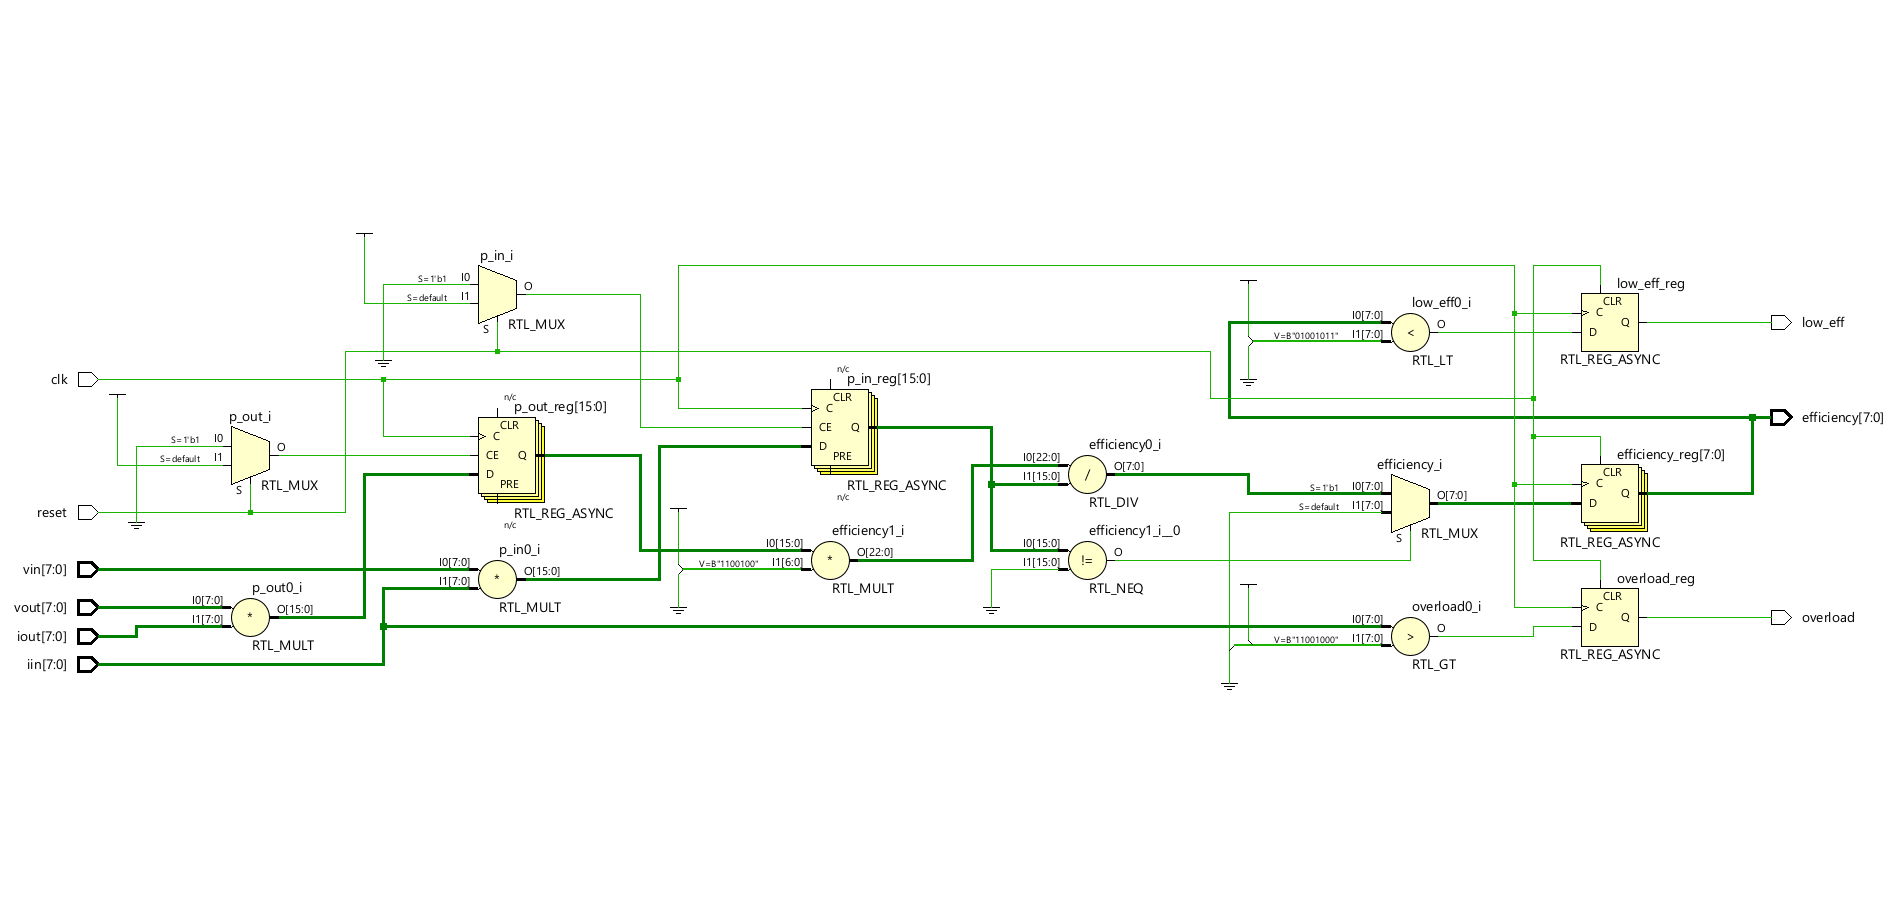 p_in_i
S=1'b1 I0
S=default I1
O
S
RTL_MUX
clk
reset
vin[7:0]
vout[7:0]
iout[7:0]
iin[7:0]
p_out_i
S=1'b1 I0
S=default I1
O
S
RTL_MUX
p_out0_i
I0[7:0]
I1[7:0]
*
O[15:0]
RTL_MULT
n/c
p_out_reg[15:0]
CLR
C
CE
D
Q
PRE
RTL_REG_ASYNC
n/c
p_in0_i
I0[7:0]
I1[7:0]
*
O[15:0]
RTL_MULT
n/c
p_in_reg[15:0]
CLR
C
CE
D
Q
PRE
RTL_REG_ASYNC
n/c
efficiency1_i
I0[15:0]
V=B"1100100" I1[6:0]
*
O[22:0]
RTL_MULT
efficiency0_i
I0[22:0]
I1[15:0]
/
O[7:0]
RTL_DIV
efficiency1_i__0
I0[15:0]
I1[15:0]
!=
O
RTL_NEQ
low_eff0_i
I0[7:0]
V=B"01001011" I1[7:0]
<
O
RTL_LT
efficiency_i
S=1'b1 I0[7:0]
S=default I1[7:0]
O[7:0]
S
RTL_MUX
overload0_i
I0[7:0]
V=B"11001000" I1[7:0]
>
O
RTL_GT
low_eff_reg
CLR
C
D
Q
RTL_REG_ASYNC
efficiency_reg[7:0]
CLR
C
D
Q
RTL_REG_ASYNC
overload_reg
CLR
C
D
Q
RTL_REG_ASYNC
low_eff
efficiency[7:0]
overload